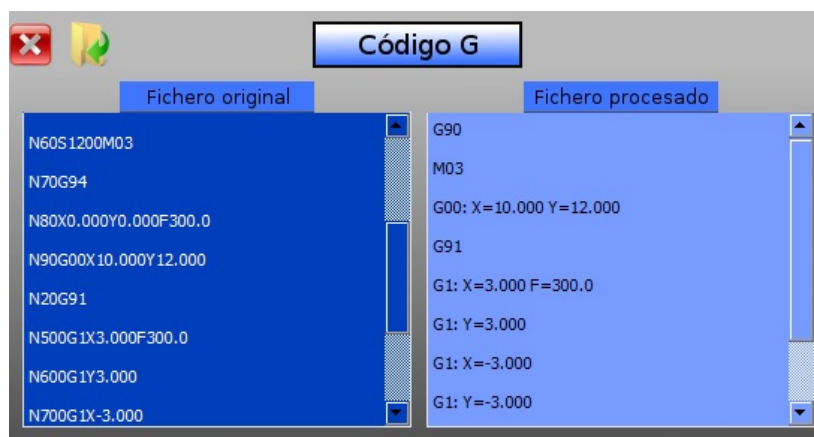 Código G
Fichero original
N60S1200M03
N70G94
N80X0.000Y0.000F300.0
N90G00X10.000Y12.000
N20G91
N500G1X3.000F300.0
N600G1Y3.000
N700G1X-3.000
Fichero procesado
G90
M03
G00: X=10.000 Y=12.000
G91
G1: X=3.000 F=300.0
G1: Y=3.000
G1: X=-3.000
G1: Y=-3.000